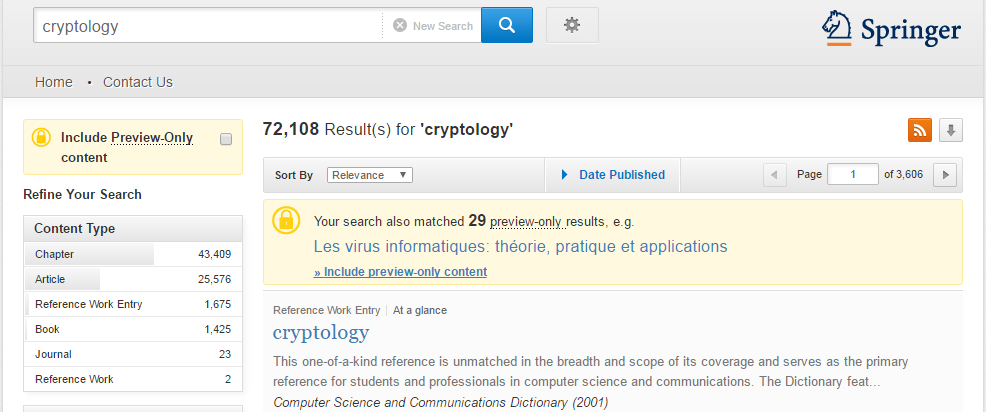 cryptology
New Search
Springer
Home • Contact Us
Include Preview-Only
content
Refine Your Search
Content Type
Chapter 43,409
Article 25,576
Reference Work Entry 1,675
Book 1,425
Journal 23
Reference Work 2
72,108 Result(s) for 'cryptology'
Sort By Relevance Date Published Page 1 of 3,606
Your search also matched 29 preview-only results, e.g.
Les virus informatiques: théorie, pratique et applications
» Include preview-only content
Reference Work Entry At a glance
cryptology
This one-of-a-kind reference is unmatched in the breadth and scope of its coverage and serves as the primary
reference for students and professionals in computer science and communications. The Dictionary feat...
Computer Science and Communications Dictionary (2001)